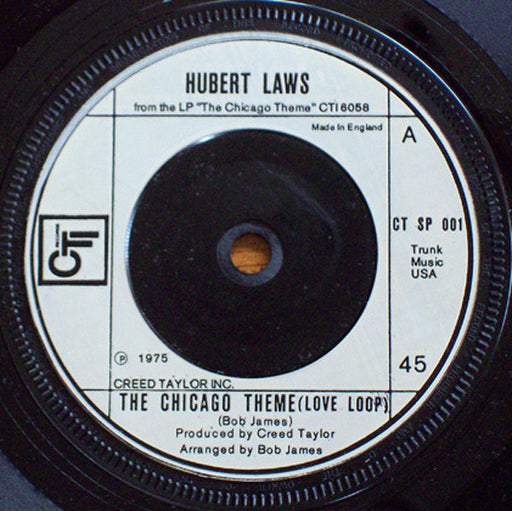 HUBERT LAWS
from the LP "The Chicago Theme" CTI 6058
Made in England
A
CT SP 001
Trunk
Music
USA
CTI
℗ 1975
45
CREED TAYLOR INC.
THE CHICAGO THEME (LOVE LOOP)
(Bob James)
Produced by Creed Taylor
Arranged by Bob James